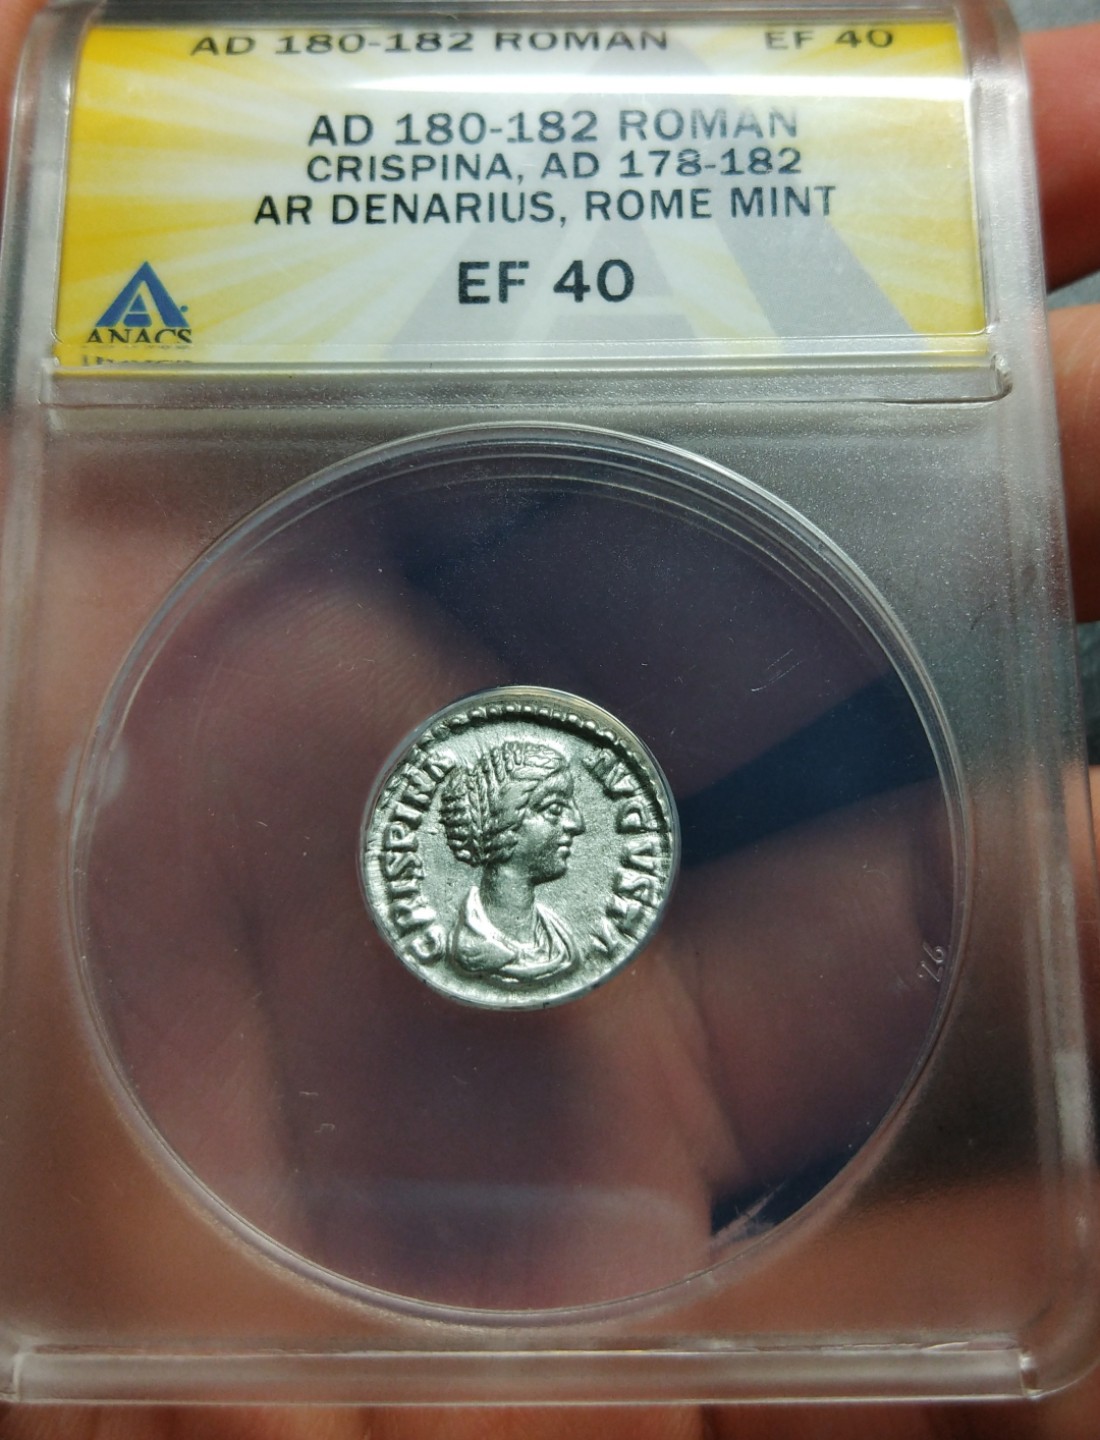 AD 180-182 ROMAN EF 40
AD 180-182 ROMAN
CRISPINA, AD 178-182
AR DENARIUS, ROME MINT
EF 40
ANACS
CRISPINA AVGVSTA